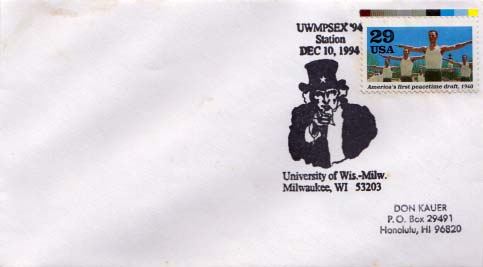 UWMPSEX '94
Station
DEC 10, 1994
29
USA
America's first peacetime draft, 1940
University of Wis.-Milw.
Milwaukee, WI 53203
DON KAUER
P.O. Box 29491
Honolulu, HI 96820